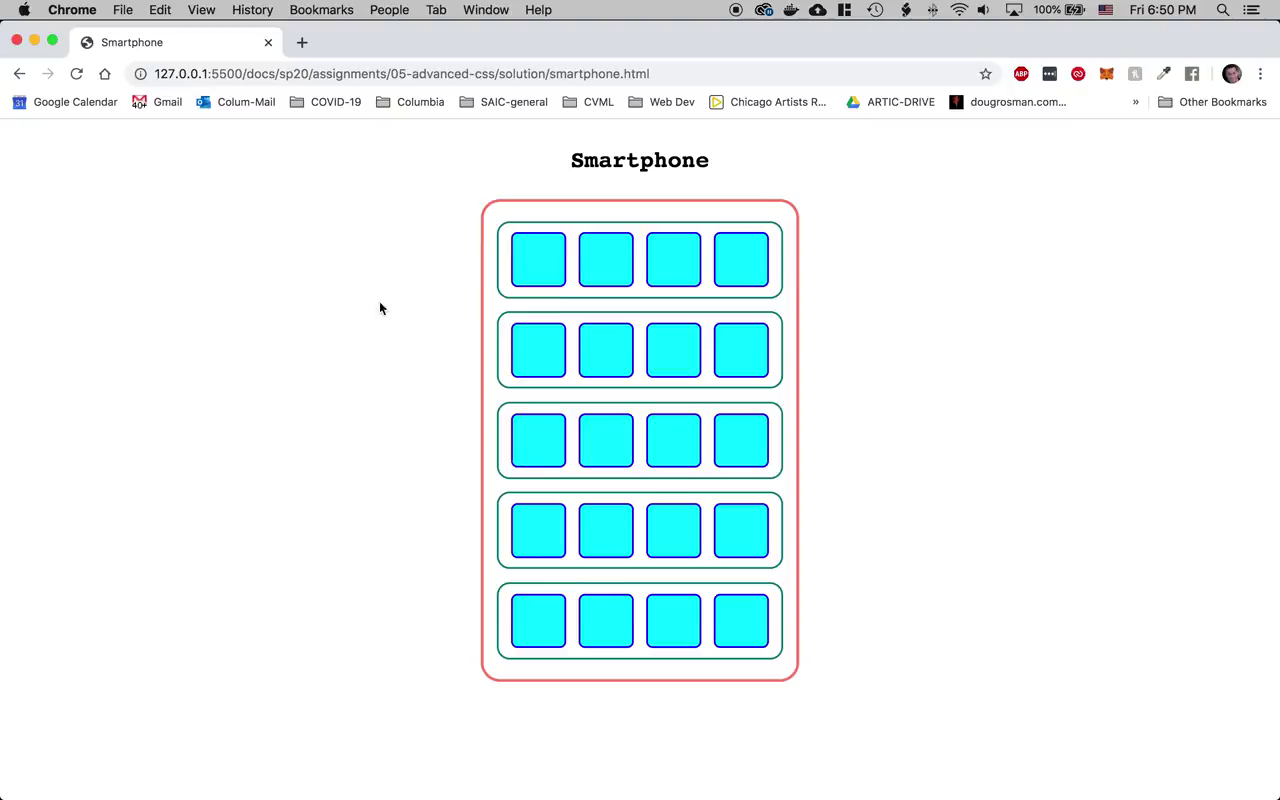 Chrome File Edit View History Bookmarks People Tab Window Help 100% Fri 6:50 PM
Smartphone
127.0.0.1:5500/docs/sp20/assignments/05-advanced-css/solution/smartphone.html ABP
31 Google Calendar 40+ Gmail Colum-Mail COVID-19 Columbia SAIC-general CVML Web Dev Chicago Artists R... ARTIC-DRIVE dougrosman.com... » Other Bookmarks
Smartphone